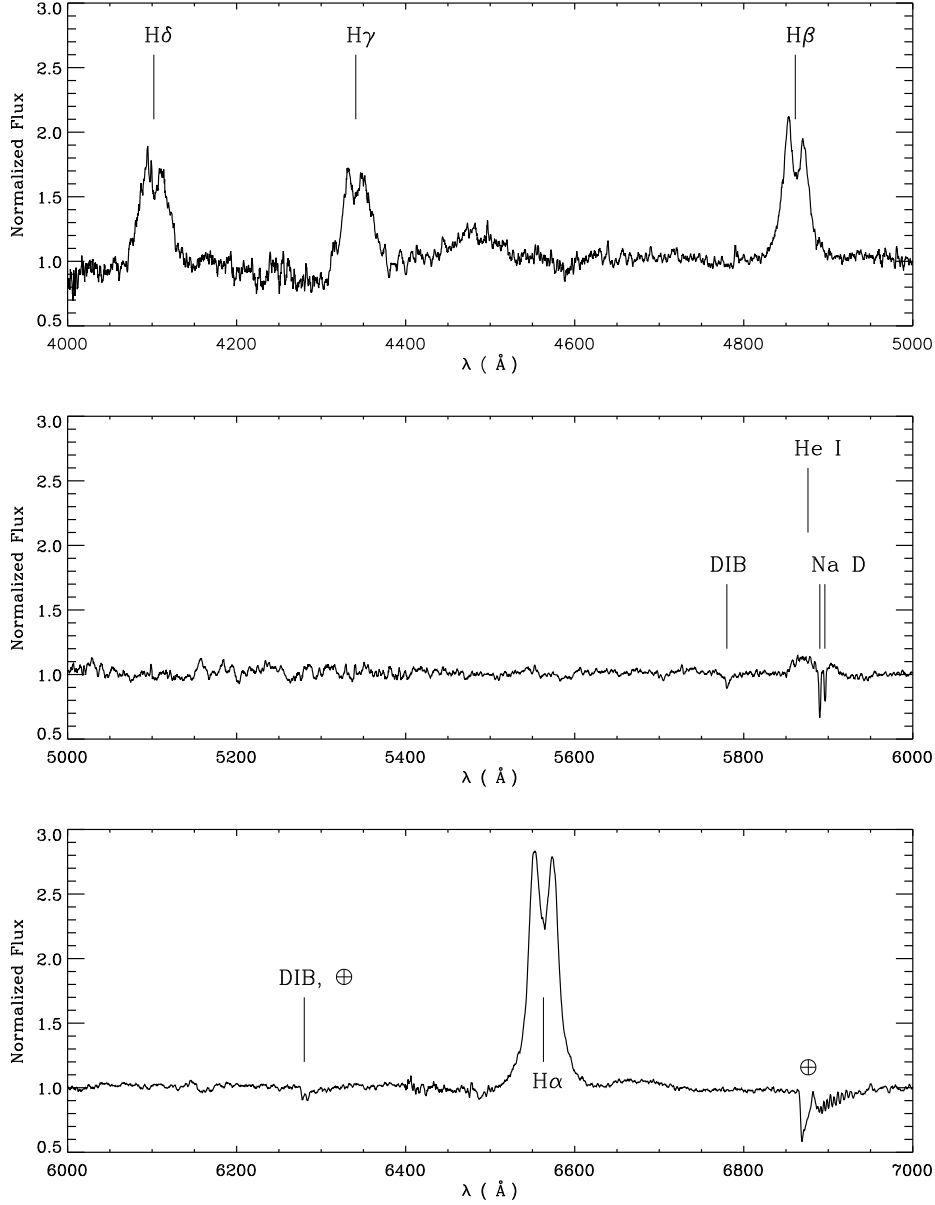 Hδ Hγ Hβ
3.0
2.5
2.0
1.5
1.0
0.5
Normalized Flux
4000 4200 4400 4600 4800 5000
λ ( Å )
He I
DIB Na D
3.0
2.5
2.0
1.5
1.0
0.5
Normalized Flux
5000 5200 5400 5600 5800 6000
λ ( Å )
DIB, ⊕
Hα
⊕
3.0
2.5
2.0
1.5
1.0
0.5
Normalized Flux
6000 6200 6400 6600 6800 7000
λ ( Å )